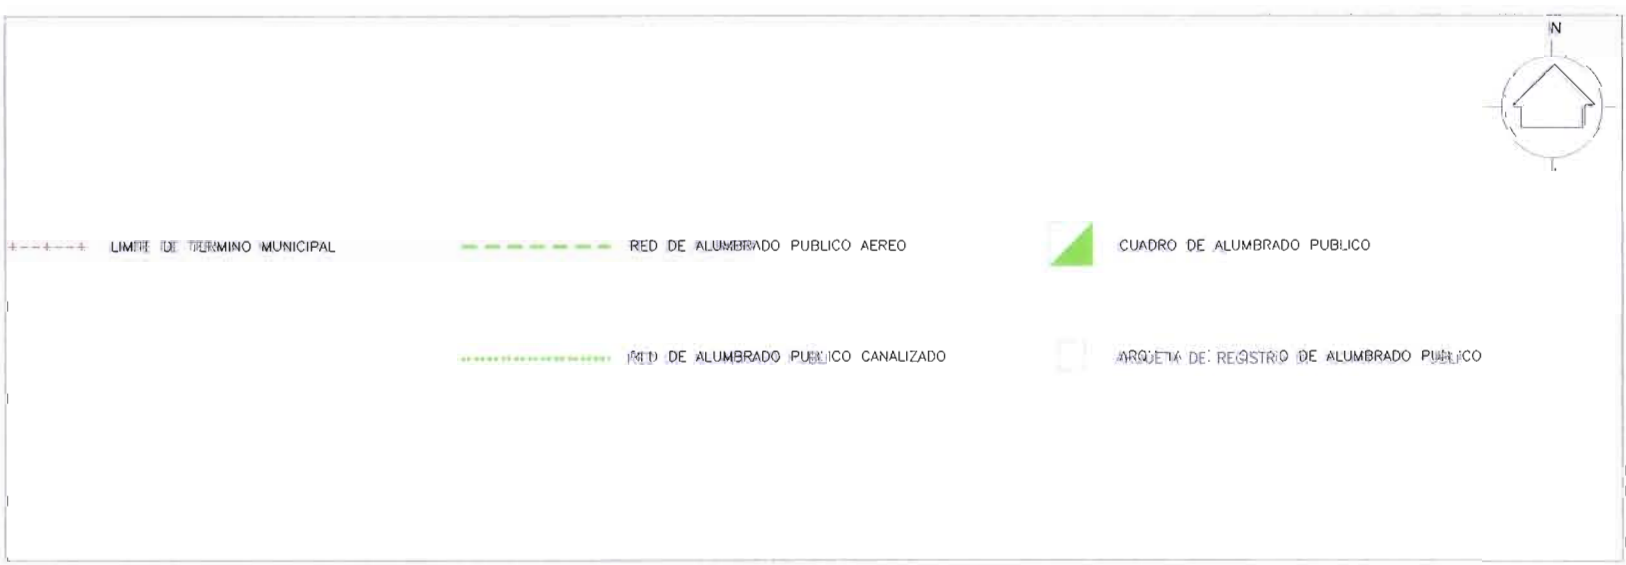 N
LIMITE DE TERMINO MUNICIPAL
RED DE ALUMBRADO PUBLICO AEREO
CUADRO DE ALUMBRADO PUBLICO
RED DE ALUMBRADO PUBLICO CANALIZADO
ARQUETA DE REGISTRO DE ALUMBRADO PUBLICO